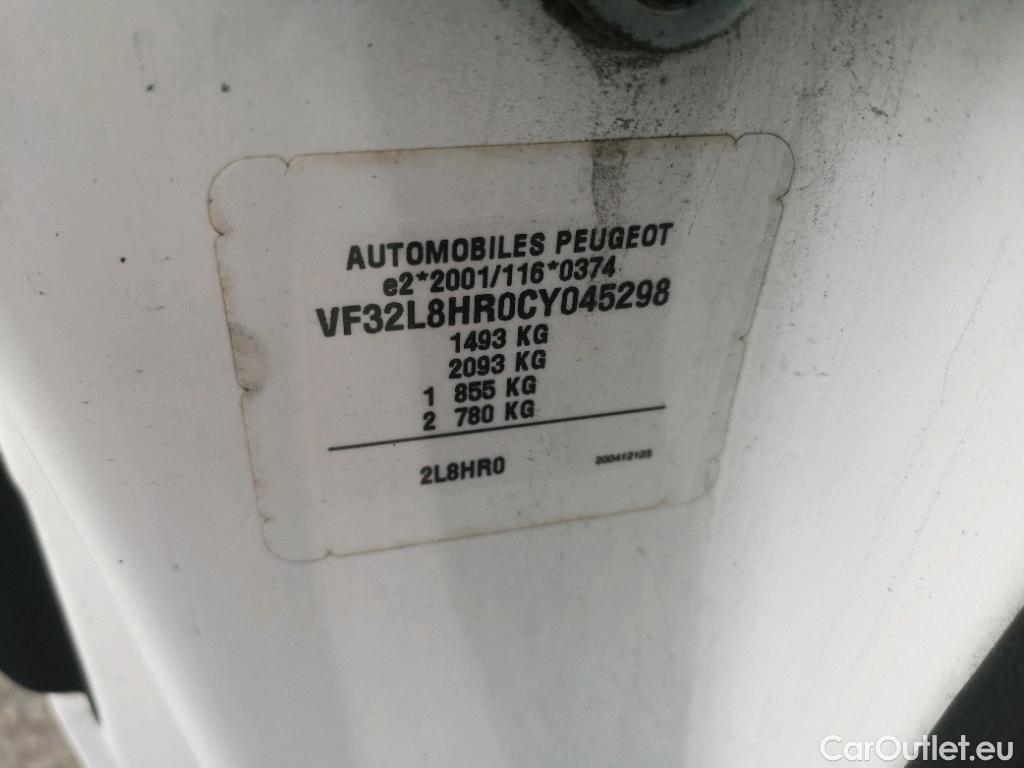 AUTOMOBILES PEUGEOT
e2*2001/116*0374
VF32L8HR0CY045298
1493 KG
2093 KG
1 855 KG
2 780 KG
2L8HR0 200412123
CarOutlet.eu